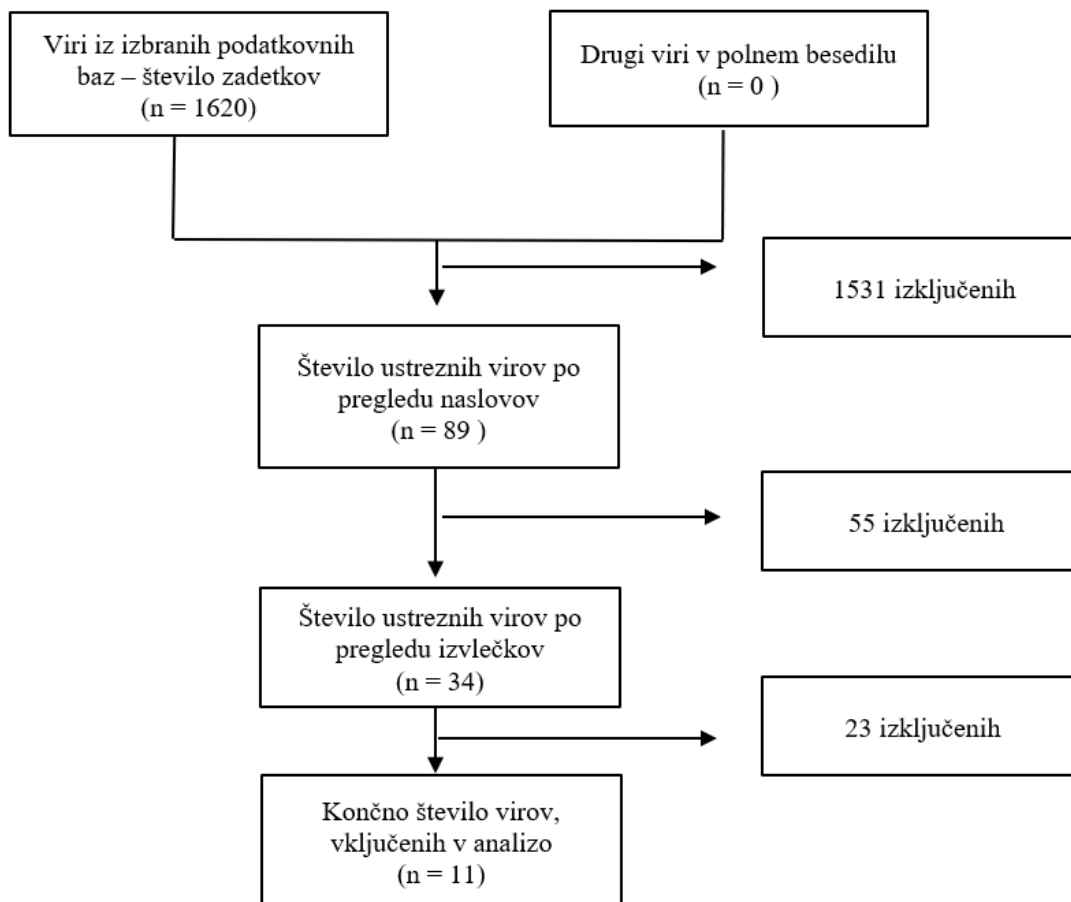 Viri iz izbranih podatkovnih
baz – število zadetkov
(n = 1620)
Drugi viri v polnem besedilu
(n = 0 )
1531 izključenih
Število ustreznih virov po
pregledu naslovov
(n = 89 )
55 izključenih
Število ustreznih virov po
pregledu izvlečkov
(n = 34)
23 izključenih
Končno število virov,
vključenih v analizo
(n = 11)